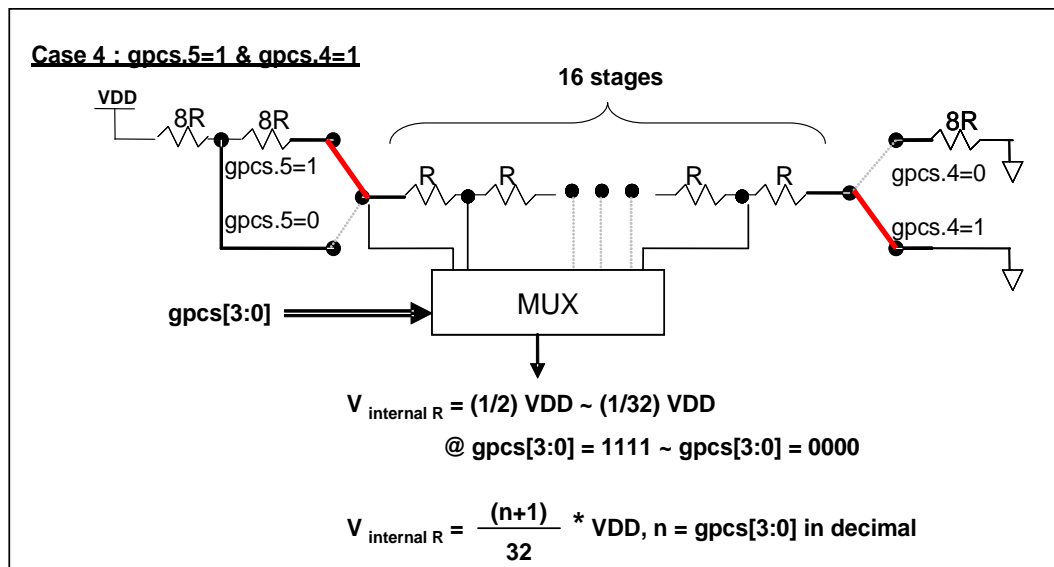 Case 4 : gpcs.5=1 & gpcs.4=1
16 stages
VDD
8R
8R
8R
gpcs.5=1
gpcs.4=0
R
R
R
R
gpcs.5=0
gpcs.4=1
MUX
gpcs[3:0]
V internal R = (1/2) VDD ~ (1/32) VDD
@ gpcs[3:0] = 1111 ~ gpcs[3:0] = 0000
V internal R = (n+1) / 32 * VDD, n = gpcs[3:0] in decimal